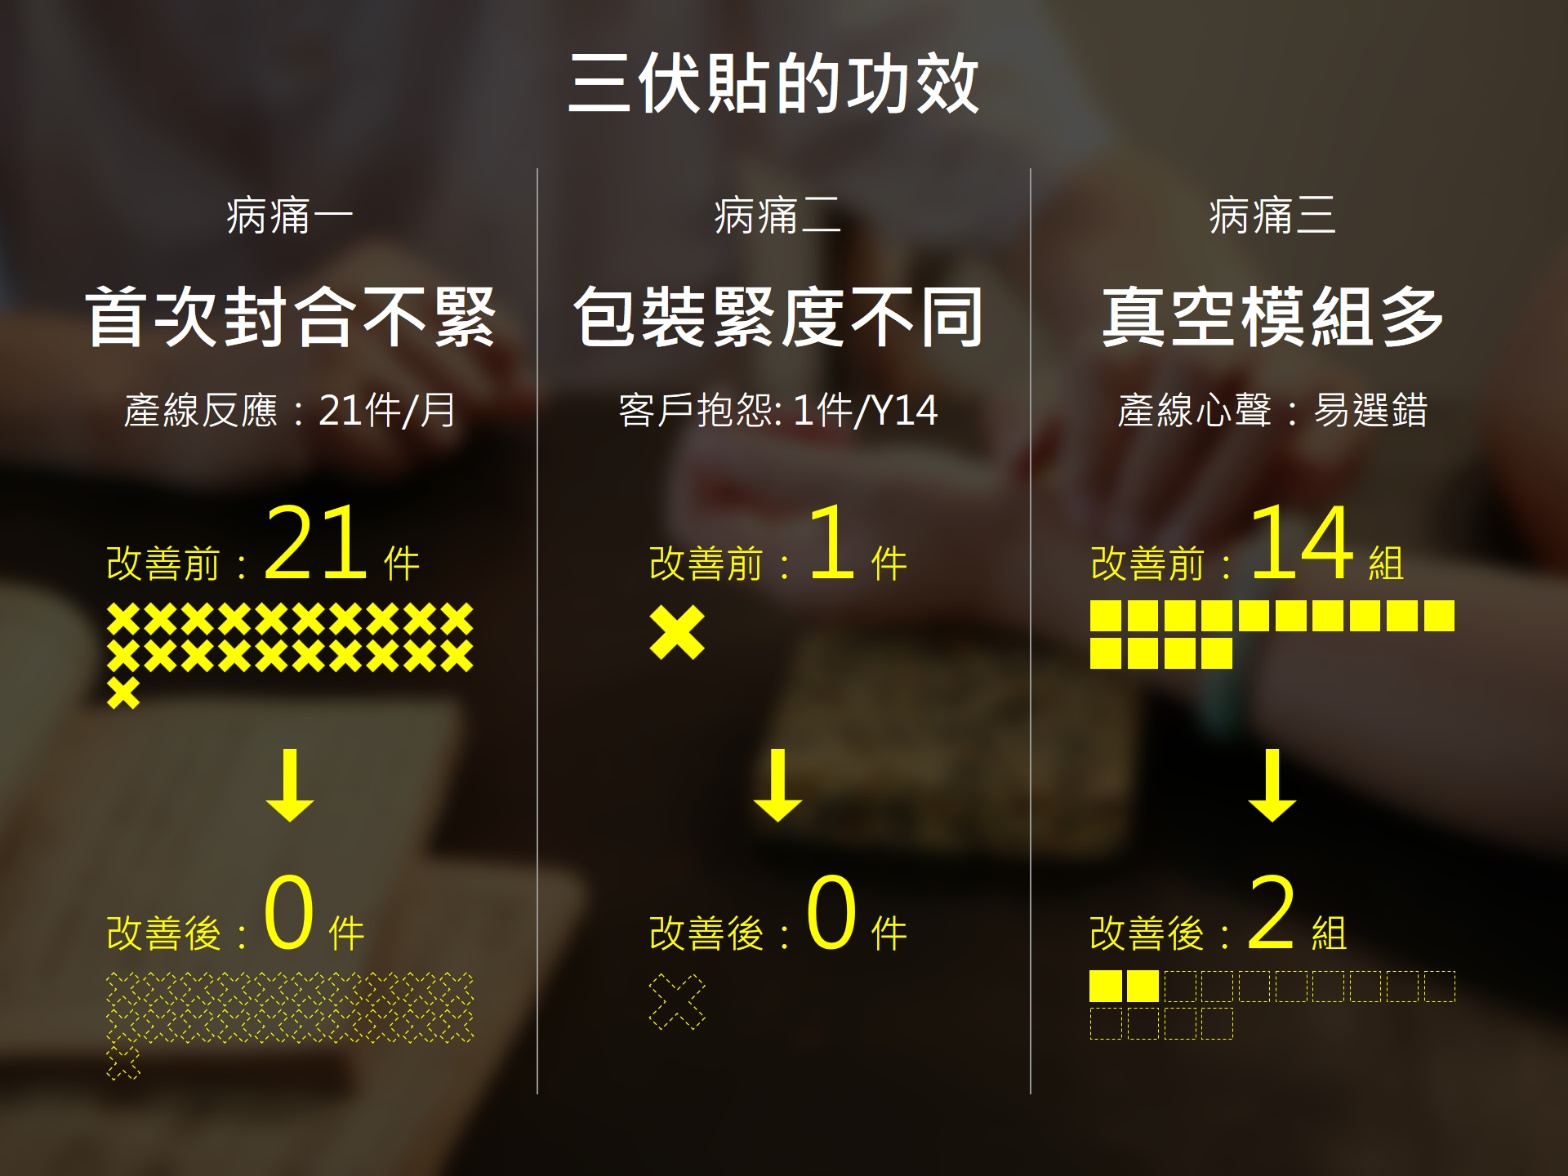 三伏貼的功效
病痛一
首次封合不緊
產線反應：21件/月
改善前：21 件
改善後：0 件
病痛二
包裝緊度不同
客戶抱怨: 1件/Y14
改善前：1 件
改善後：0 件
病痛三
真空模組多
產線心聲：易選錯
改善前：14 組
改善後：2 組